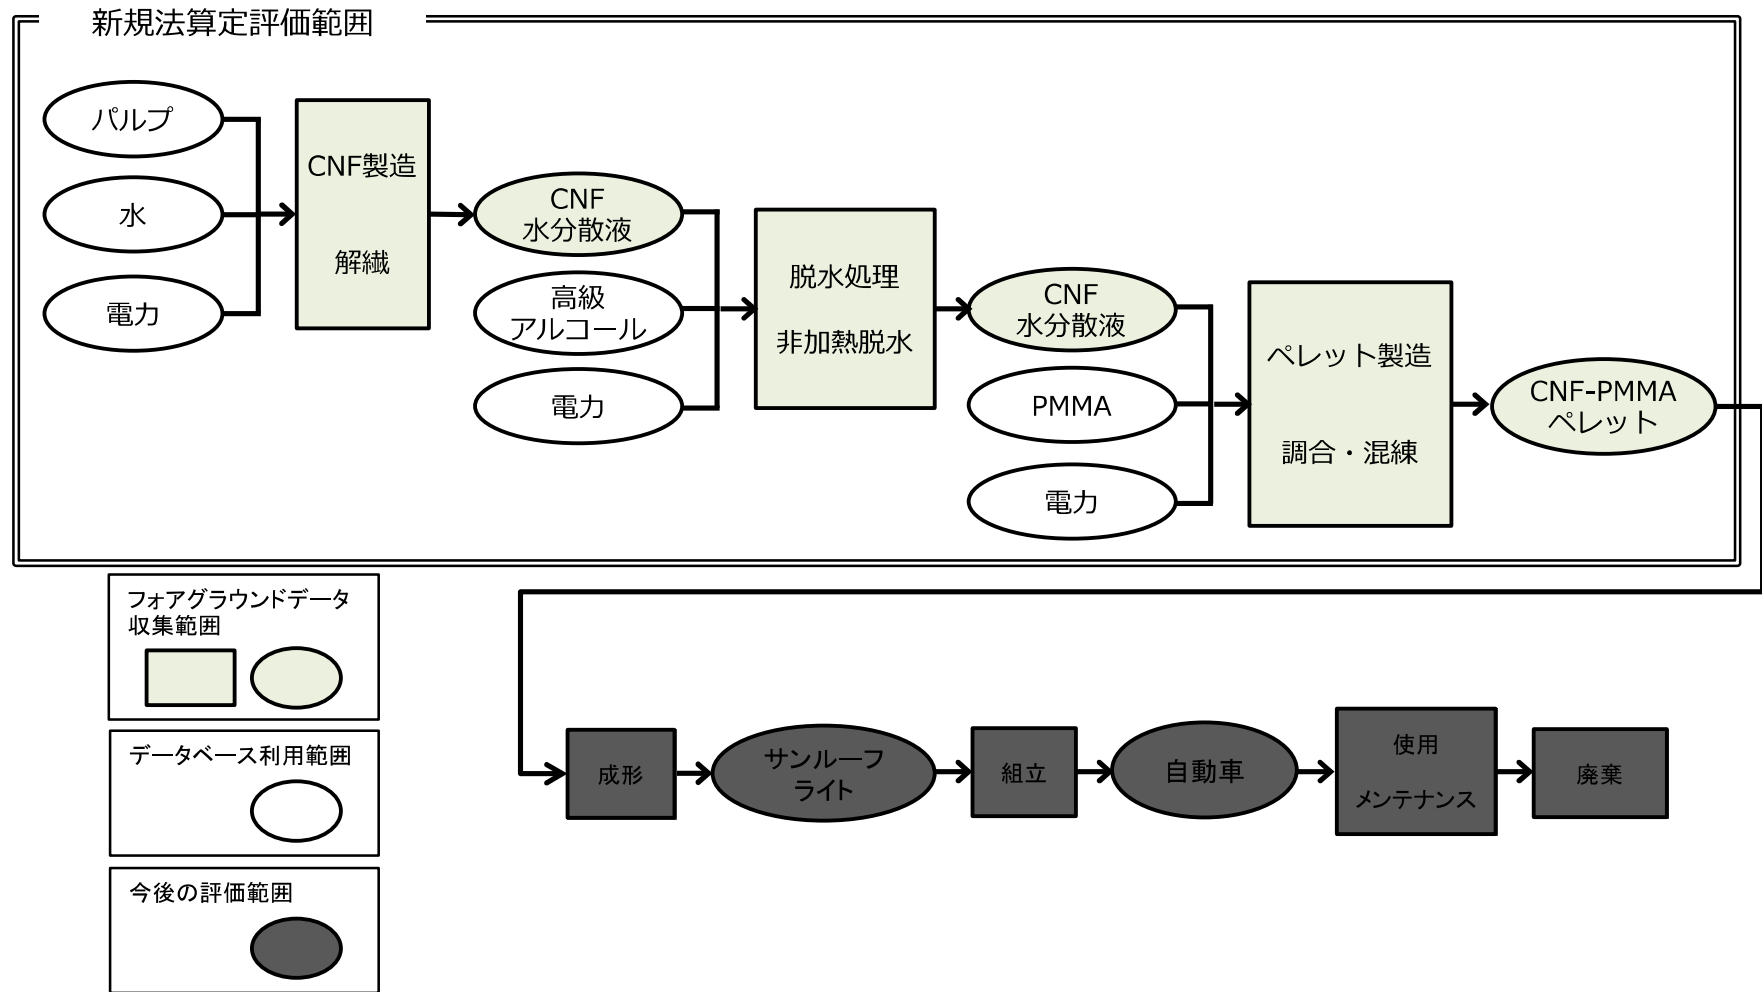 新規法算定評価範囲
パルプ
水
電力
CNF製造
解繊
CNF
水分散液
高級
アルコール
電力
脱水処理
非加熱脱水
CNF
水分散液
PMMA
電力
ペレット製造
調合・混練
CNF-PMMA
ペレット
フォアグラウンドデータ
収集範囲
データベース利用範囲
今後の評価範囲
成形
サンルーフ
ライト
組立
自動車
使用
メンテナンス
廃棄